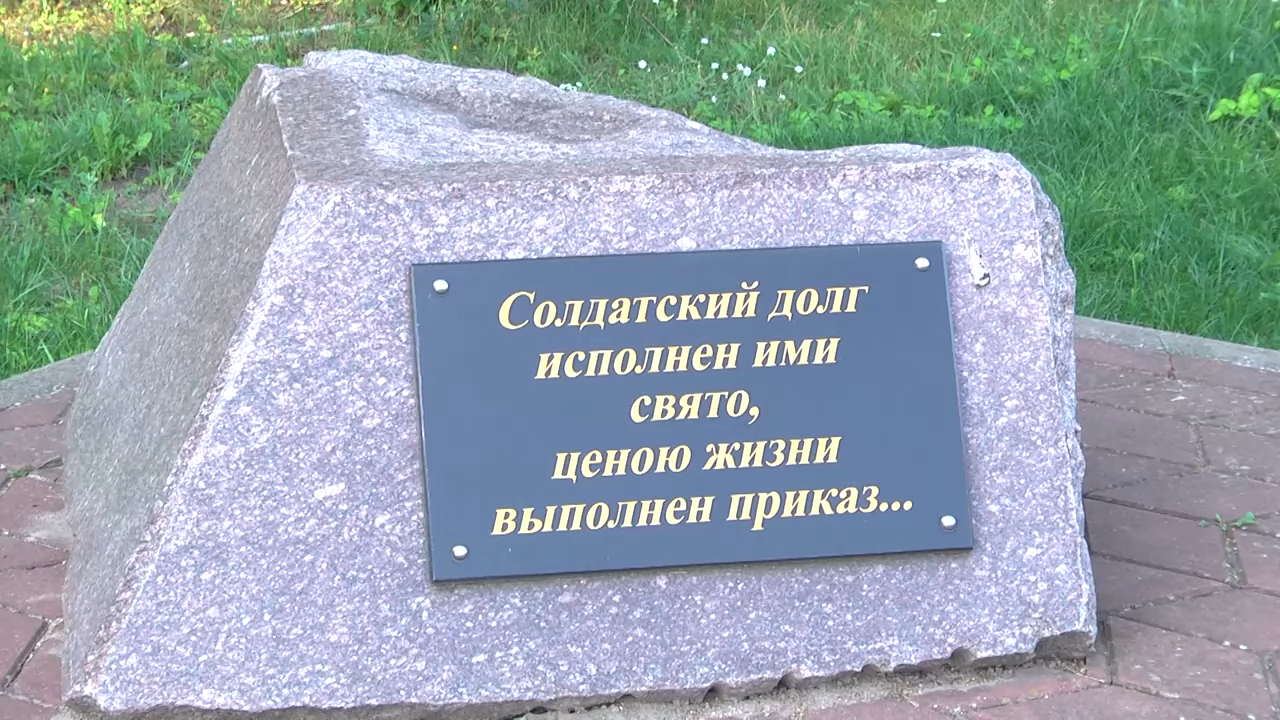 Солдатский долг
исполнен ими
свято,
ценою жизни
выполнен приказ...